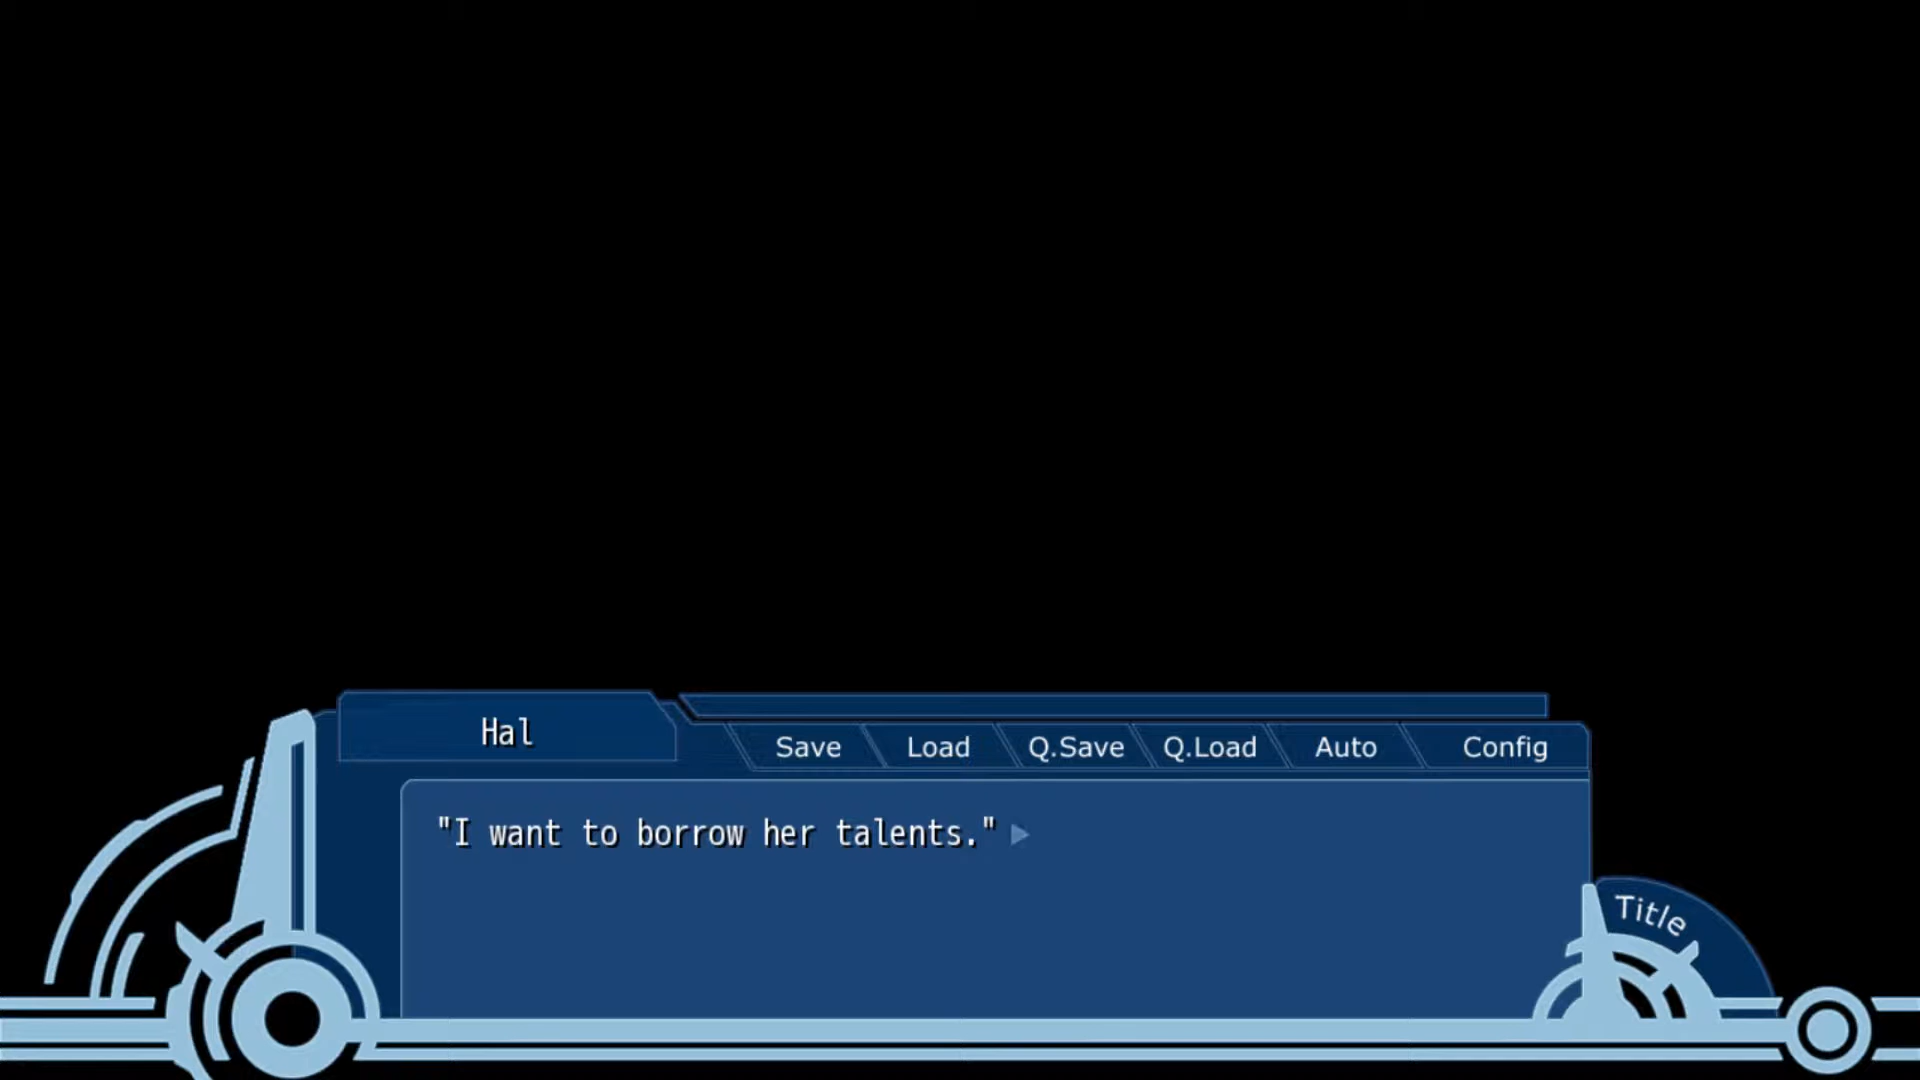 Hal
Save Load Q.Save Q.Load Auto Config
"I want to borrow her talents."
Title